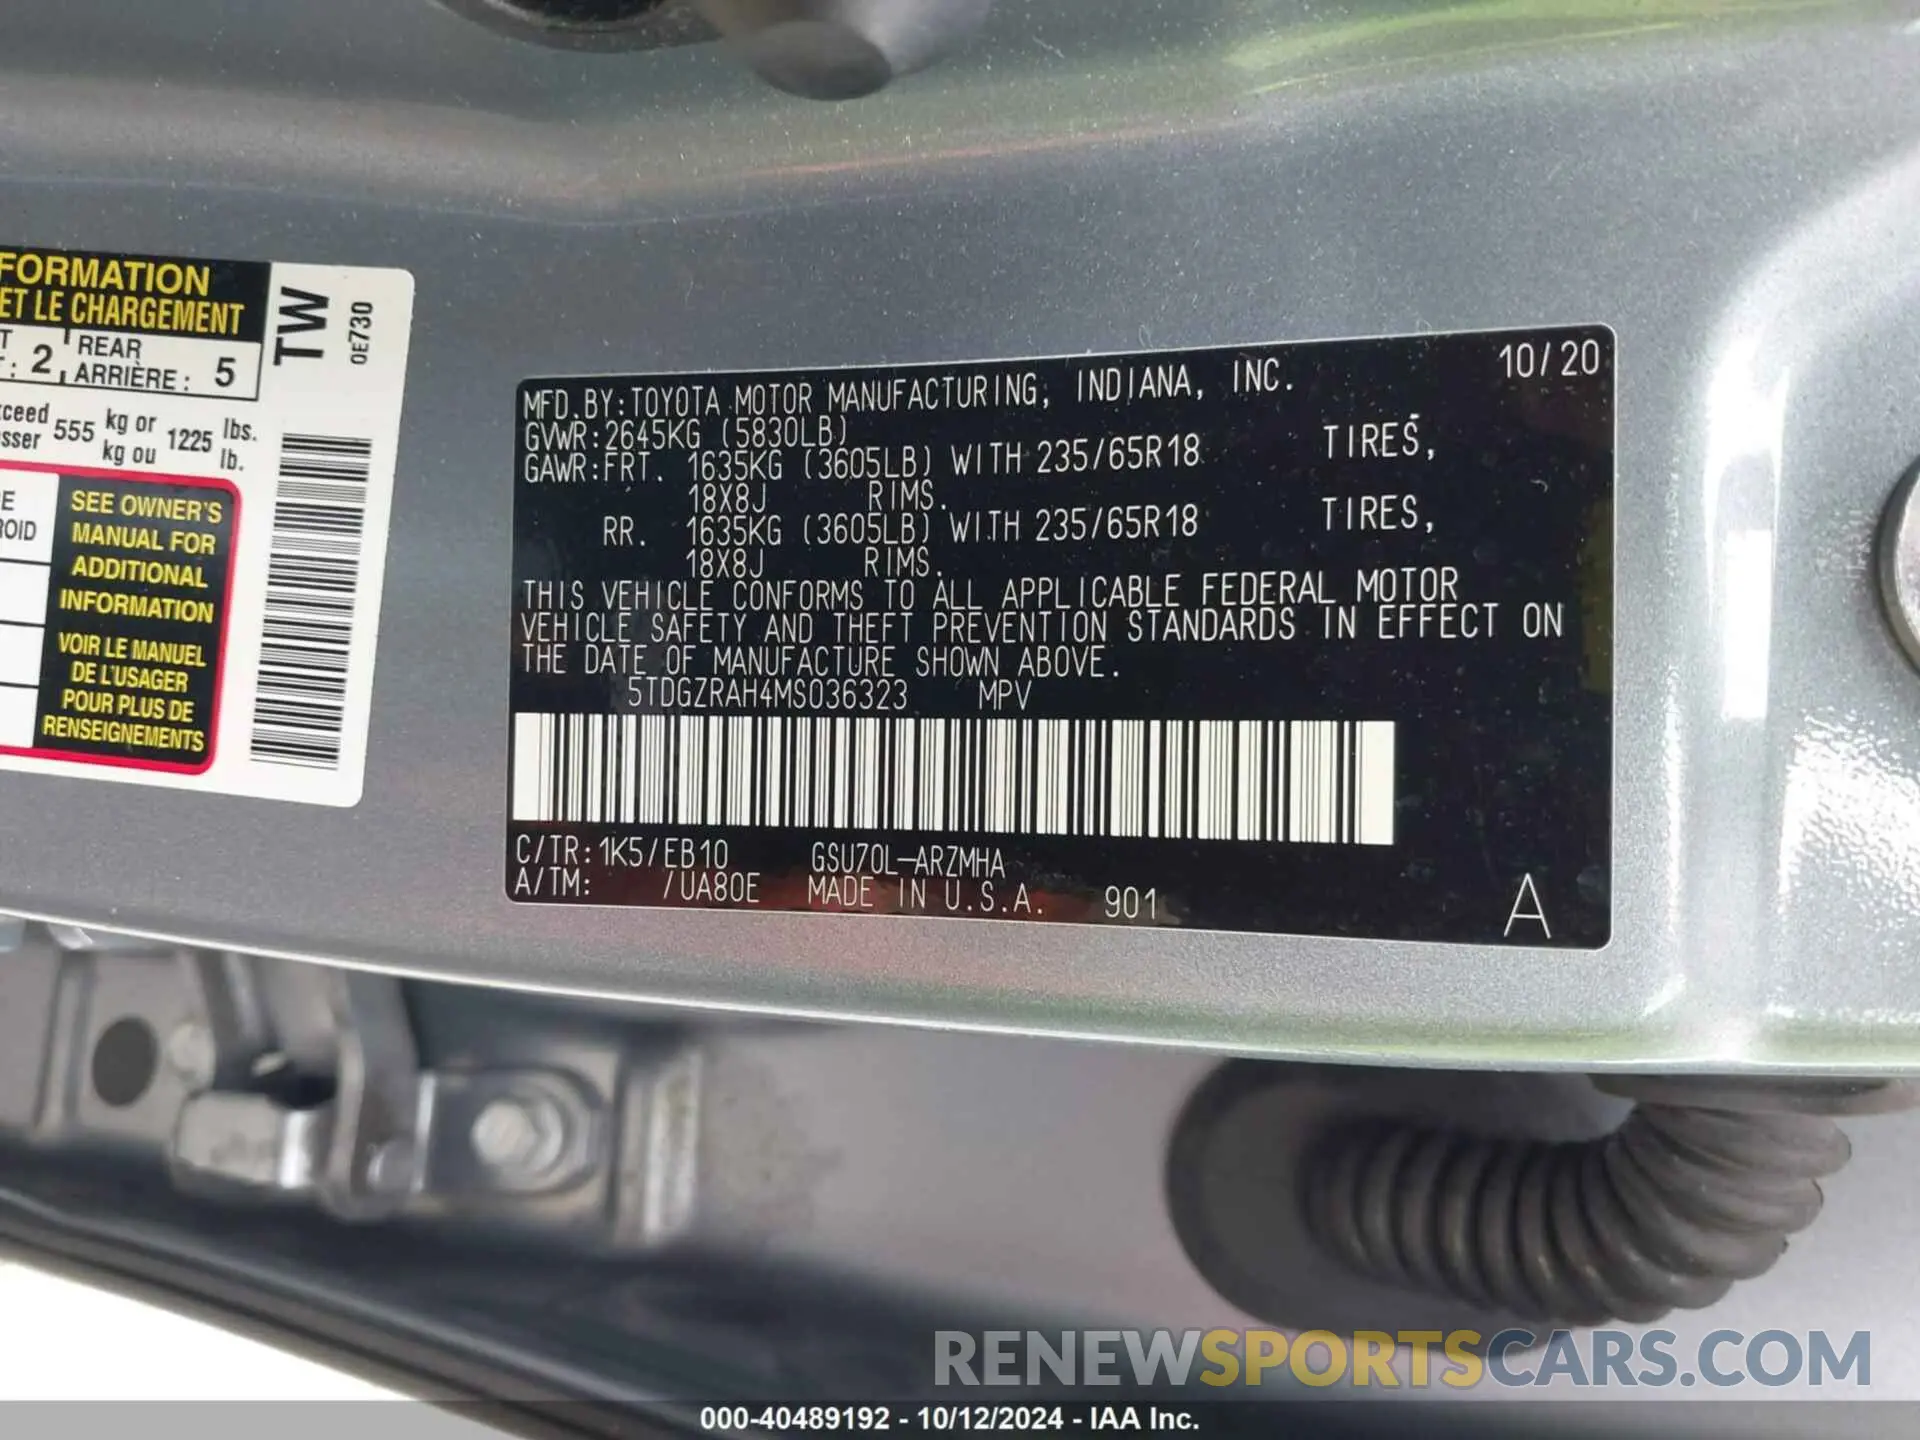 FORMATION
ET LE CHARGEMENT
2 REAR
ARRIÈRE: 5
555 kg or 1225 lbs.
kg ou lb.
SEE OWNER'S
MANUAL FOR
ADDITIONAL
INFORMATION
VOIR LE MANUEL
DE L'USAGER
POUR PLUS DE
RENSEIGNEMENTS
TW
0E730
10/20
MFD.BY:TOYOTA MOTOR MANUFACTURING, INDIANA, INC.
GVWR:2645KG (5830LB)
GAWR:FRT. 1635KG (3605LB) WITH 235/65R18 TIRES,
18X8J RIMS.
RR. 1635KG (3605LB) WITH 235/65R18 TIRES,
18X8J RIMS.
THIS VEHICLE CONFORMS TO ALL APPLICABLE FEDERAL MOTOR
VEHICLE SAFETY AND THEFT PREVENTION STANDARDS IN EFFECT ON
THE DATE OF MANUFACTURE SHOWN ABOVE.
5TDGZRAH4MS036323 MPV
C/TR:1K5/EB10 GSU70L-ARZMHA
A/TM: /UA80E MADE IN U.S.A. 901
A
RENEWSPORTSCARS.COM
000-40489192 - 10/12/2024 - IAA Inc.